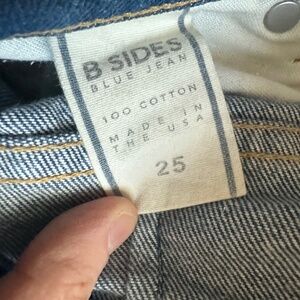 B SIDES
BLUE JEAN
100 COTTON
MADE IN
THE USA
25